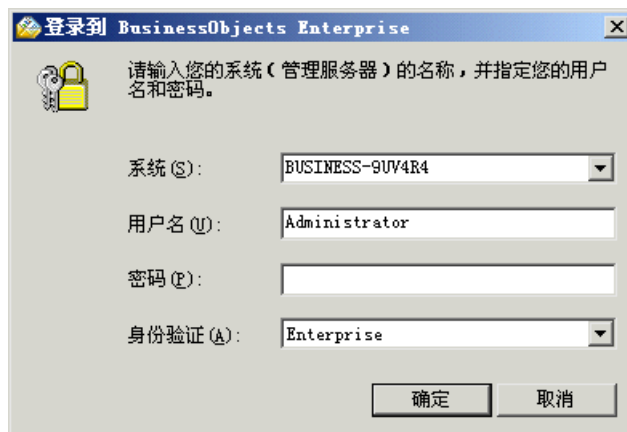 登录到 BusinessObjects Enterprise
请输入您的系统(管理服务器)的名称,并指定您的用户
名和密码。
系统(S): BUSINESS-9UV4R4
用户名(U): Administrator
密码(P):
身份验证(A): Enterprise
确定 取消